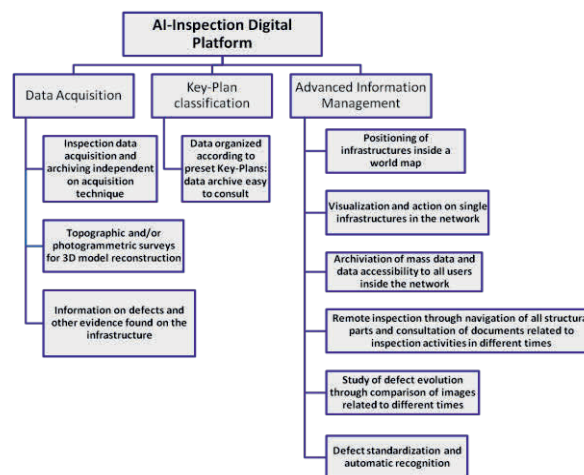 AI-Inspection Digital
Platform
Data Acquisition
Key-Plan
classification
Advanced Information
Management
Inspection data
acquisition and
archiving independent
on acquisition
technique
Topographic and/or
photogrammetric surveys
for 3D model reconstruction
Information on defects and
other evidence found on the
infrastructure
Data organized
according to
preset Key-Plans:
data archive easy
to consult
Positioning of
infrastructures inside a
world map
Visualization and action on single
infrastructures in the network
Archiviation of mass data and
data accessibility to all users
inside the network
Remote inspection through navigation of all structural
parts and consultation of documents related to
inspection activities in different times
Study of defect evolution
through comparison of images
related to different times
Defect standardization and
automatic recognition